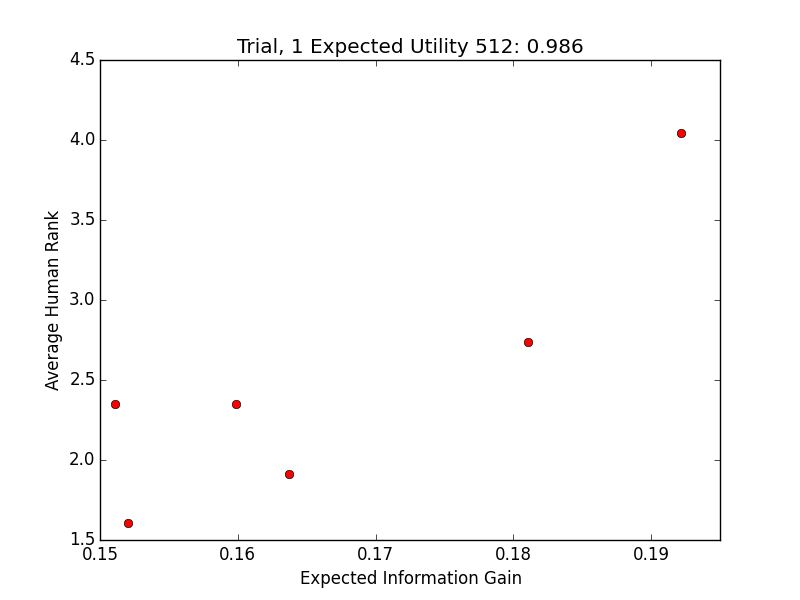 Trial, 1 Expected Utility 512: 0.986
4.5
4.0
3.5
3.0
2.5
2.0
1.5
Average Human Rank
0.15 0.16 0.17 0.18 0.19
Expected Information Gain